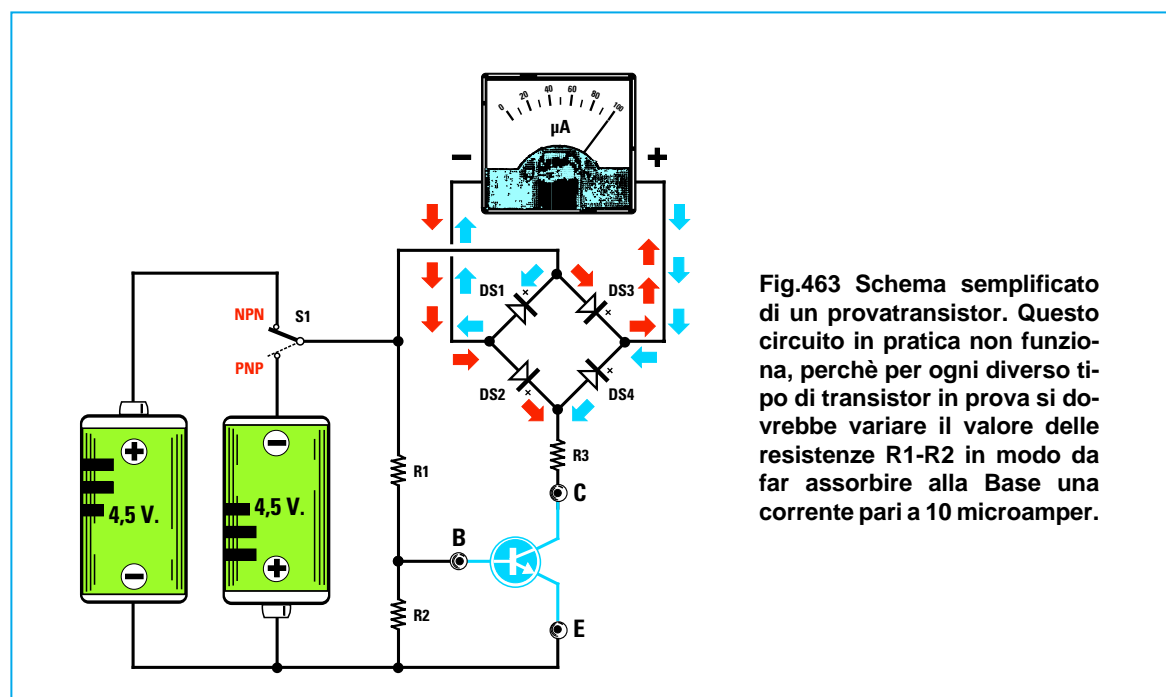 0 20 40 60 80 100
µA
− +
DS1 DS3
NPN S1
PNP
DS2 DS4
+ −
R3
R1
C
4,5 V. 4,5 V.
B
− +
R2
E
Fig.463 Schema semplificato
di un provatransistor. Questo
circuito in pratica non funzio-
na, perchè per ogni diverso ti-
po di transistor in prova si do-
vrebbe variare il valore delle
resistenze R1-R2 in modo da
far assorbire alla Base una
corrente pari a 10 microamper.